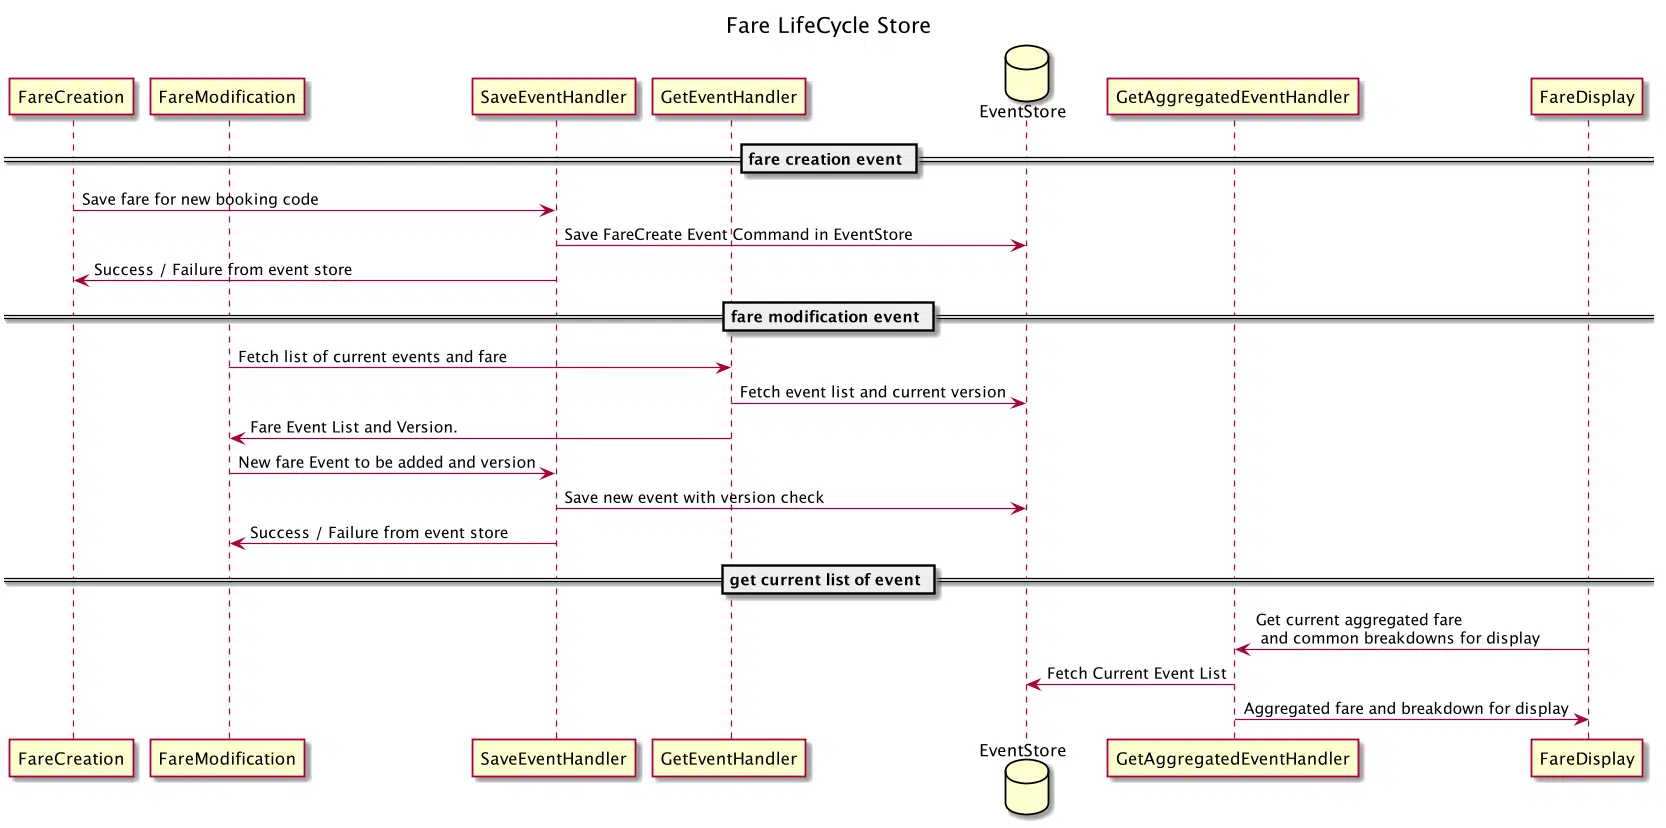 Fare LifeCycle Store
FareCreation
FareModification
SaveEventHandler
GetEventHandler
EventStore
GetAggregatedEventHandler
FareDisplay
fare creation event
Save fare for new booking code
Save FareCreate Event Command in EventStore
Success / Failure from event store
fare modification event
Fetch list of current events and fare
Fetch event list and current version
Fare Event List and Version.
New fare Event to be added and version
Save new event with version check
Success / Failure from event store
get current list of event
Get current aggregated fare
and common breakdowns for display
Fetch Current Event List
Aggregated fare and breakdown for display
FareCreation
FareModification
SaveEventHandler
GetEventHandler
EventStore
GetAggregatedEventHandler
FareDisplay